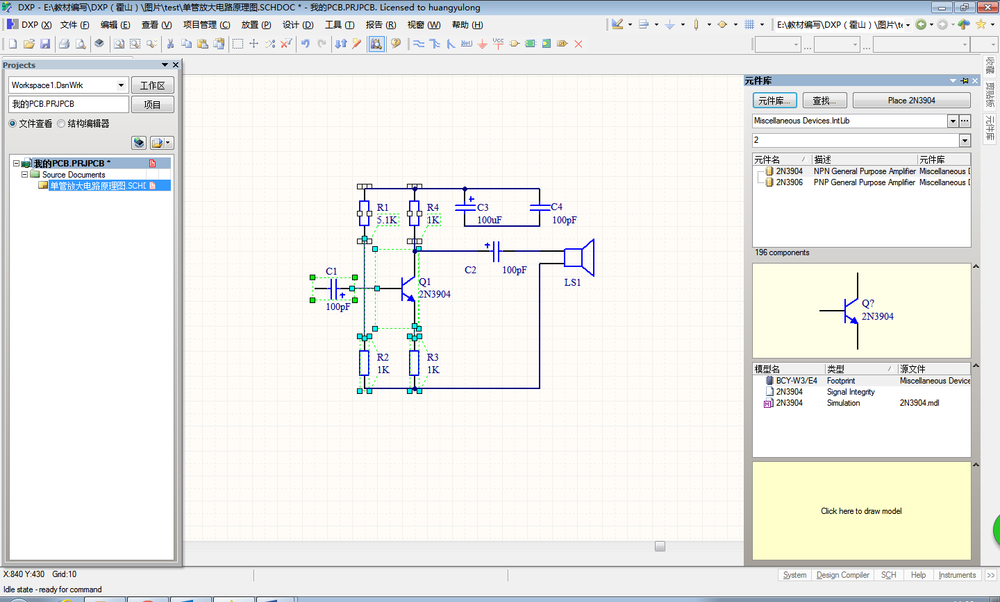 DXP - E:\教材编写\DXP（霍山）\图片\test\单管放大电路原理图.SCHDOC * - 我的PCB.PRJPCB. Licensed to huangyulong
DXP (X) 文件 (F) 编辑 (E) 查看 (V) 项目管理 (C) 放置 (P) 设计 (D) 工具 (T) 报告 (R) 视窗 (W) 帮助 (H)
E:\教材编写\DXP（霍山）\图片\te
Net1 Vcc
Projects
Workspace1.DsnWrk
工作区
我的PCB.PRJPCB
项目
文件查看 结构编辑器
我的PCB.PRJPCB *
Source Documents
单管放大电路原理图.SCHD
R1
5.1K
R4
1K
C3
100uF
C4
100pF
C1
100pF
Q1
2N3904
C2
100pF
LS1
R2
1K
R3
1K
元件库
元件库... 查找... Place 2N3904
Miscellaneous Devices.IntLib
2
元件名 描述 元件库
2N3904 NPN General Purpose Amplifier Miscellaneous D
2N3906 PNP General Purpose Amplifier Miscellaneous D
196 components
Q?
2N3904
模型名 类型 源文件
BCY-W3/E4 Footprint Miscellaneous Device
2N3904 Signal Integrity
2N3904 Simulation 2N3904.mdl
Click here to draw model
收藏
剪贴板
元件库
X:840 Y:430 Grid:10
System Design Compiler SCH Help Instruments >>
Idle state - ready for command